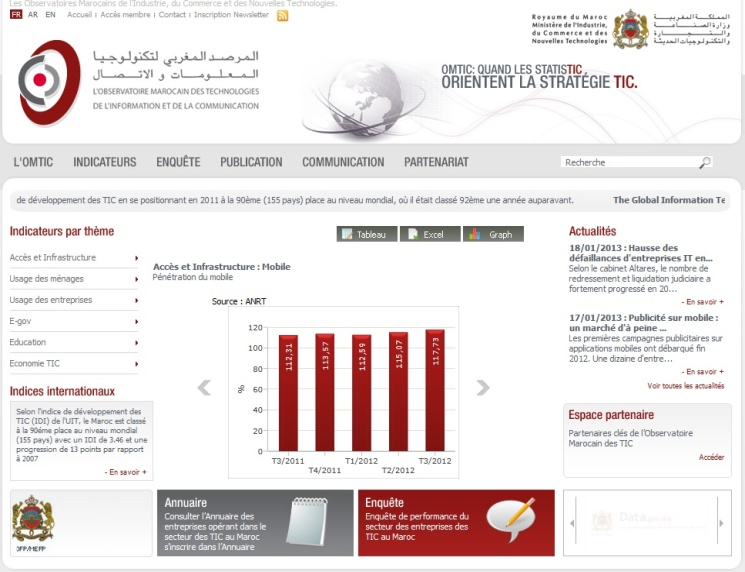 Les Observatoires Marocains de l'Industrie, du Commerce et des Nouvelles Technologies.
FR AR EN Accueil | Accès membre | Contact | Inscription Newsletter
Royaume du Maroc
Ministère de l'Industrie,
du Commerce et des
Nouvelles Technologies
المملكة المغربية
وزارة الصناعة
والتجارة
والتكنولوجيات الحديثة
المرصد المغربي لتكنولوجيا
المعلومات و الاتصال
L'OBSERVATOIRE MAROCAIN DES TECHNOLOGIES
DE L'INFORMATION ET DE LA COMMUNICATION
OMTIC: QUAND LES STATISTIC
ORIENTENT LA STRATÉGIE TIC.
L'OMTIC INDICATEURS ENQUÊTE PUBLICATION COMMUNICATION PARTENARIAT
Recherche
de développement des TIC en se positionnant en 2011 à la 90ème (155 pays) place au niveau mondial, où il était classé 92ème une année auparavant. The Global Information Te
Indicateurs par thème
Accès et Infrastructure
Usage des ménages
Usage des entreprises
E-gov
Education
Economie TIC
Indices internationaux
Selon l'indice de développement des
TIC (IDI) de l'UIT, le Maroc est classé
à la 90éme place au niveau mondial
(155 pays) avec un IDI de 3.46 et une
progression de 13 points par rapport
à 2007
- En savoir +
Tableau Excel Graph
Accès et Infrastructure : Mobile
Pénétration du mobile
Source : ANRT
%
120
100
80
60
40
20
0
112,31 113,57 112,59 115,07 117,73
T3/2011 T4/2011 T1/2012 T2/2012 T3/2012
Actualités
18/01/2013 : Hausse des
défaillances d'entreprises IT en...
Selon le cabinet Altares, le nombre de
redressement et liquidation judiciaire a
fortement progressé en 20...
- En savoir +
17/01/2013 : Publicité sur mobile :
un marché d'à peine ...
Les premières campagnes publicitaires sur
applications mobiles ont débarqué fin
2012. Une dizaine d'entre...
- En savoir +
Voir toutes les actualités
Espace partenaire
Partenaires clés de l'Observatoire
Marocain des TIC
Accéder
Annuaire
Consulter l'Annuaire des
entreprises opérant dans le
secteur des TIC au Maroc
s'inscrire dans l'Annuaire
Enquête
Enquête de performance du
secteur des entreprises des
TIC au Maroc